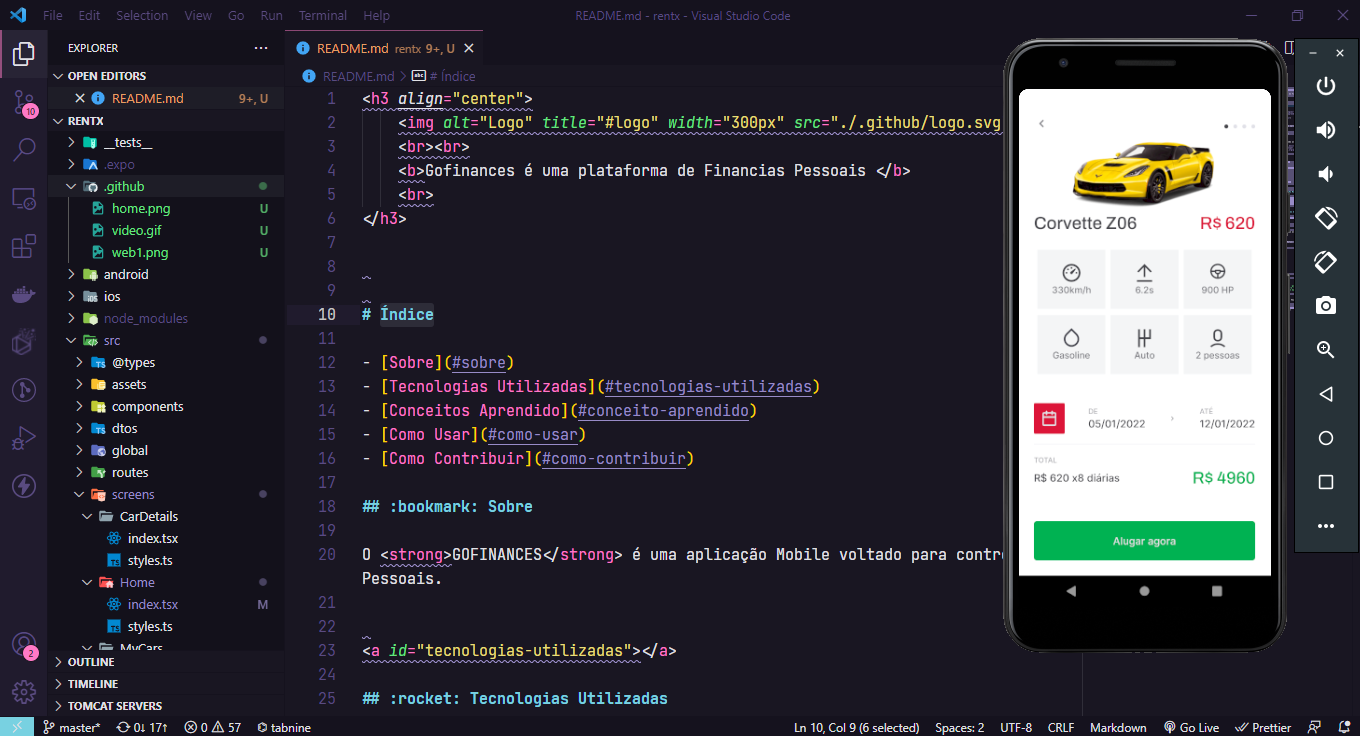 File Edit Selection View Go Run Terminal Help
README.md - rentx - Visual Studio Code
EXPLORER
OPEN EDITORS
README.md 9+, U
RENTX
__tests__
.expo
.github
home.png U
video.gif U
web1.png U
android
ios
node_modules
src
@types
assets
components
dtos
global
routes
screens
CarDetails
index.tsx
styles.ts
Home
index.tsx M
styles.ts
MyCars
OUTLINE
TIMELINE
TOMCAT SERVERS
10
2
README.md rentx 9+, U
README.md > # Índice
1 <h3 align="center">
2 <img alt="Logo" title="#logo" width="300px" src="./.github/logo.svg
3 <br><br>
4 <b>Gofinances é uma plataforma de Financias Pessoais </b>
5 <br>
6 </h3>
7
8
9
10 # Índice
11
12 - [Sobre](#sobre)
13 - [Tecnologias Utilizadas](#tecnologias-utilizadas)
14 - [Conceitos Aprendido](#conceito-aprendido)
15 - [Como Usar](#como-usar)
16 - [Como Contribuir](#como-contribuir)
17
18 ## :bookmark: Sobre
19
20 O <strong>GOFINANCES</strong> é uma aplicação Mobile voltado para contro
Pessoais.
21
22
23 <a id="tecnologias-utilizadas"></a>
24
25 ## :rocket: Tecnologias Utilizadas
Corvette Z06 R$ 620
330km/h 6.2s 900 HP
Gasoline Auto 2 pessoas
DE ATÉ
05/01/2022 > 12/01/2022
TOTAL
R$ 620 x8 diárias R$ 4960
Alugar agora
master* 0↓ 17↑ 0 57 tabnine
Ln 10, Col 9 (6 selected) Spaces: 2 UTF-8 CRLF Markdown Go Live Prettier